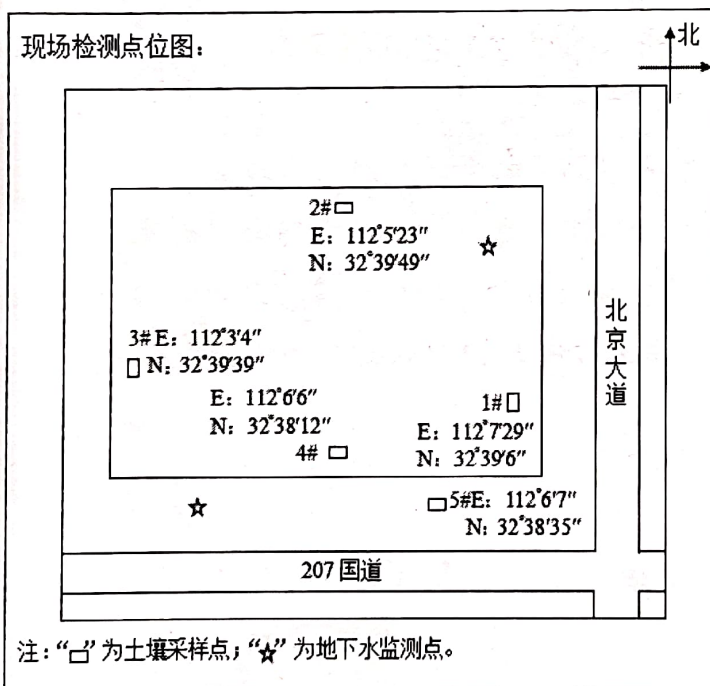 现场检测点位图:
北
2#
E: 112°5′23″
N: 32°39′49″
3#E: 112°3′4″
N: 32°39′39″
E: 112°6′6″
N: 32°38′12″
4#
1#
E: 112°7′29″
N: 32°39′6″
5#E: 112°6′7″
N: 32°38′35″
北京大道
207国道
注:“□”为土壤采样点;“☆”为地下水监测点。